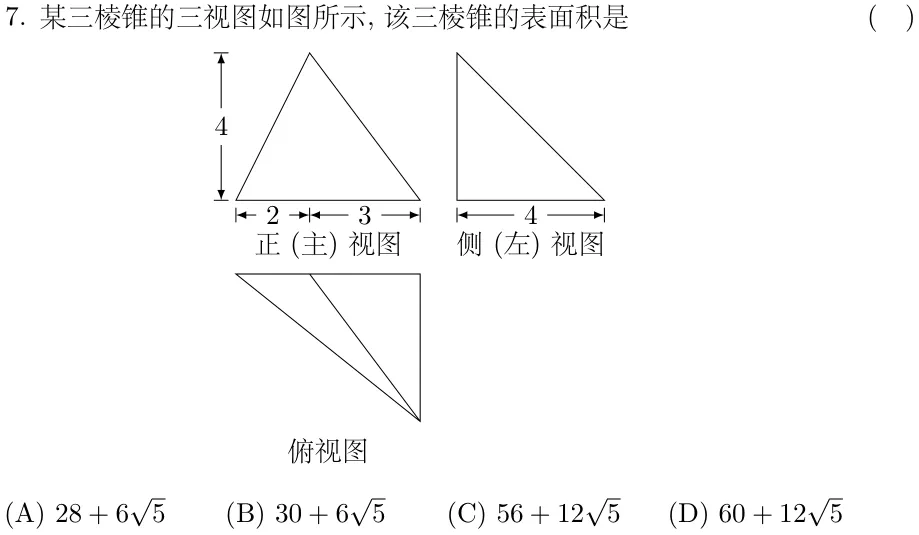 7. 某三棱锥的三视图如图所示, 该三棱锥的表面积是 ( )
4
2 3 4
正 (主) 视图 侧 (左) 视图
俯视图
(A) 28 + 6√5 (B) 30 + 6√5 (C) 56 + 12√5 (D) 60 + 12√5